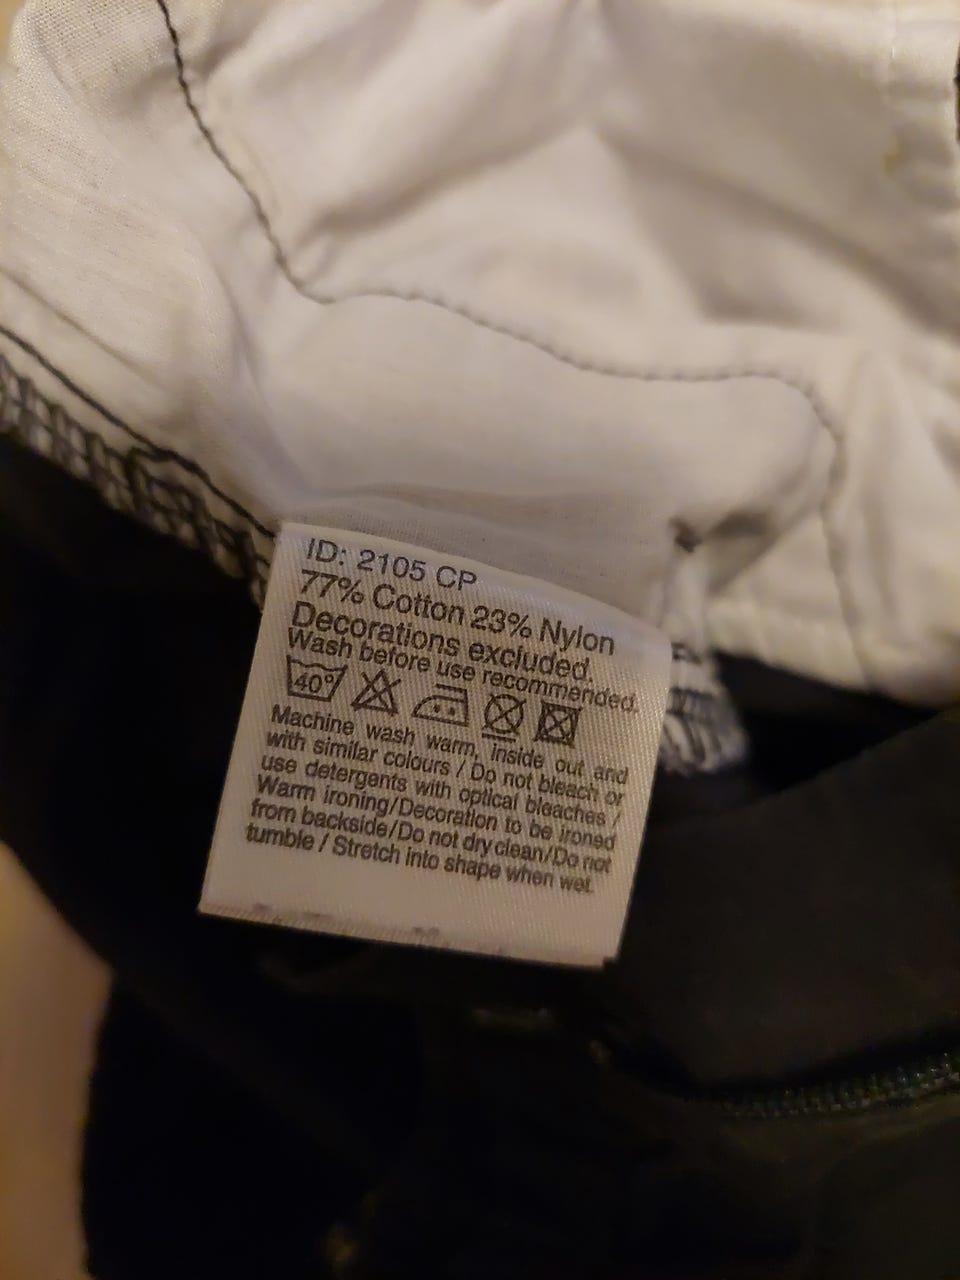 ID: 2105 CP
77% Cotton 23% Nylon
Decorations excluded.
Wash before use recommended.
40°
Machine wash warm, inside out and
with similar colours / Do not bleach or
use detergents with optical bleaches /
Warm ironing/Decoration to be ironed
from backside/Do not dry clean/Do not
tumble / Stretch into shape when wet.